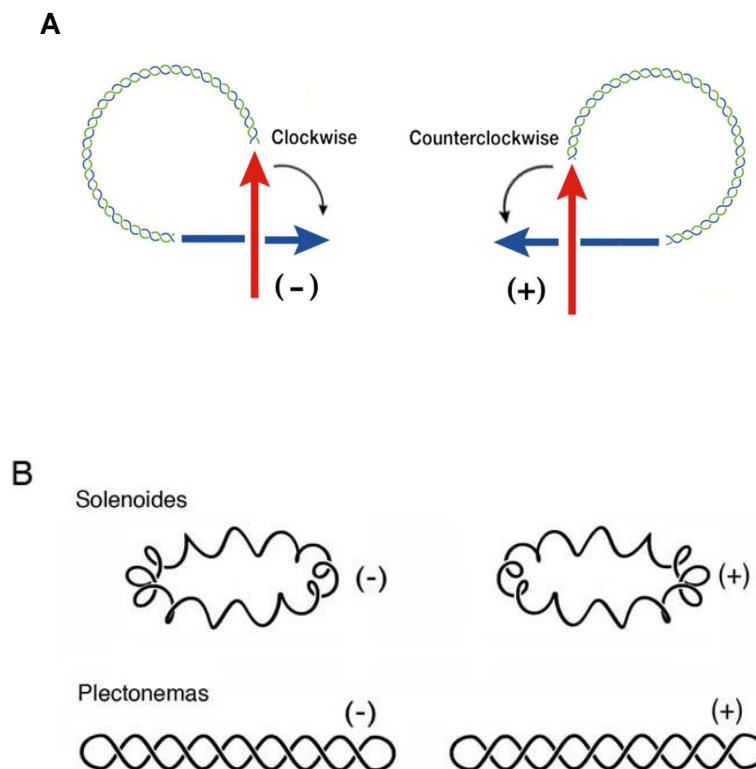 A
Clockwise
Counterclockwise
(-)
(+)
B
Solenoides
(-)
(+)
Plectonemas
(-)
(+)